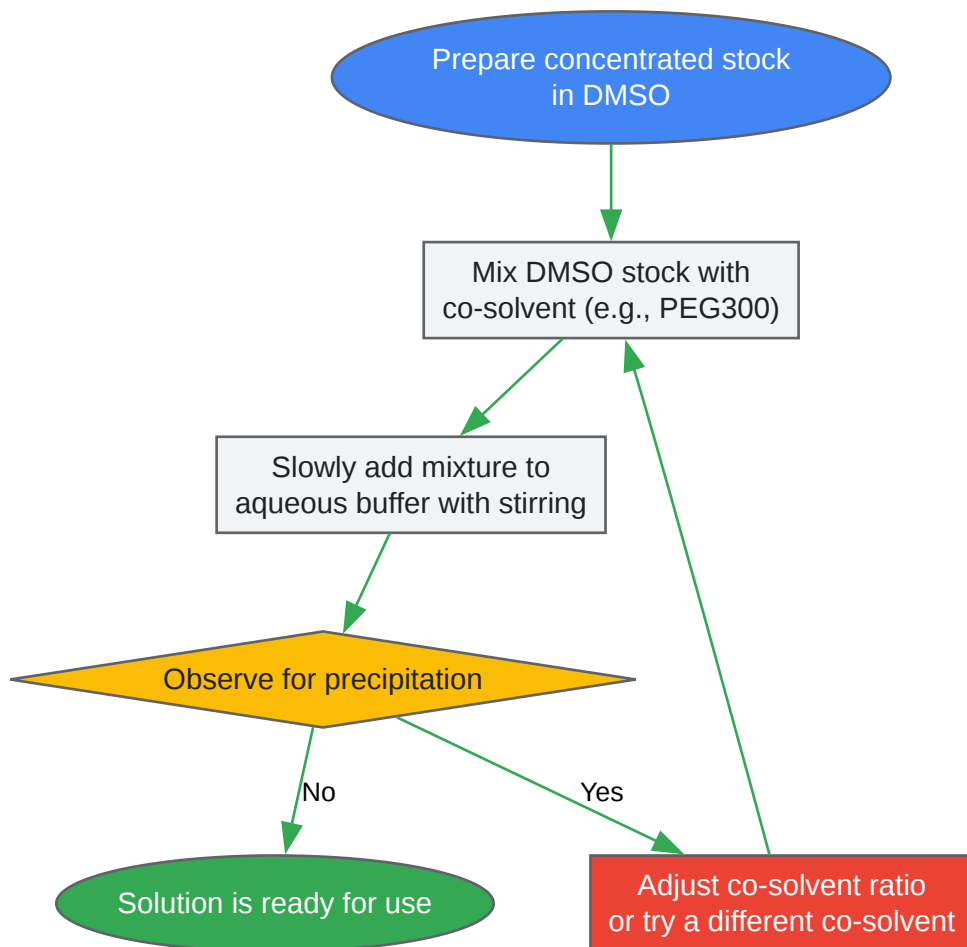 Prepare concentrated stock
in DMSO
Mix DMSO stock with
co-solvent (e.g., PEG300)
Slowly add mixture to
aqueous buffer with stirring
Observe for precipitation
No
Yes
Solution is ready for use
Adjust co-solvent ratio
or try a different co-solvent